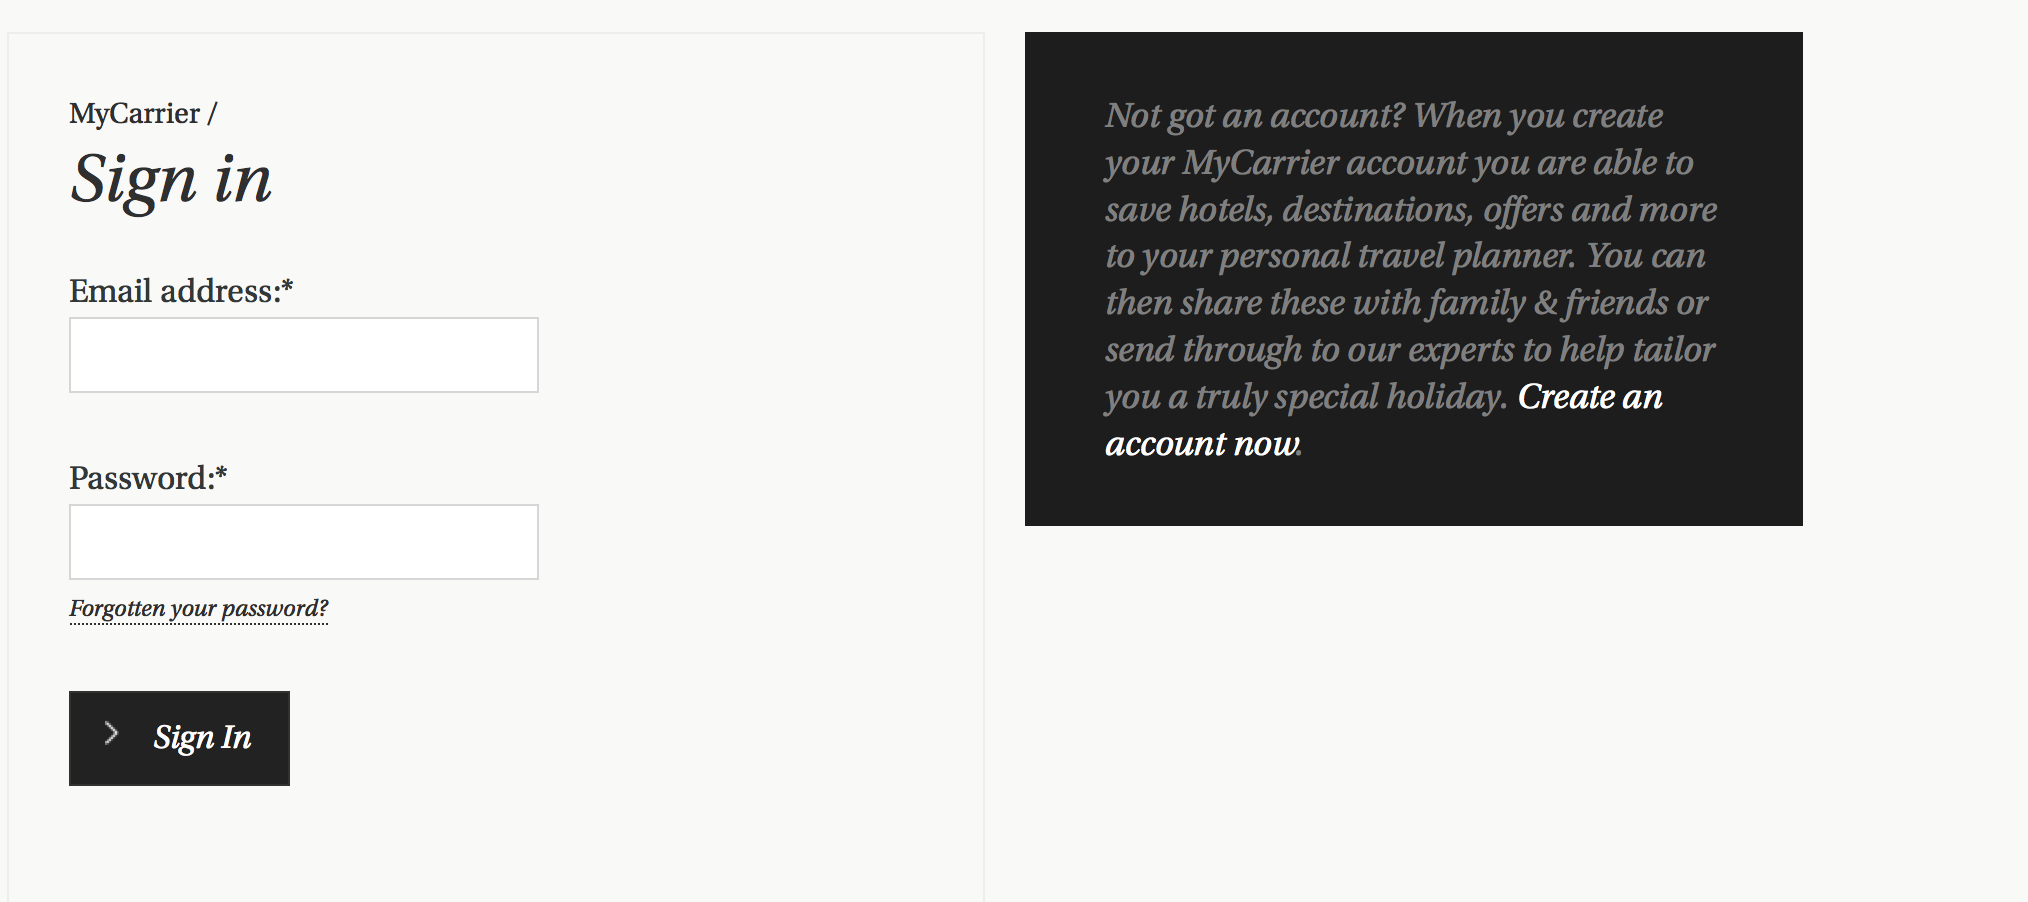 MyCarrier /
Sign in
Email address:*
Password:*
Forgotten your password?
Sign In
Not got an account? When you create
your MyCarrier account you are able to
save hotels, destinations, offers and more
to your personal travel planner. You can
then share these with family & friends or
send through to our experts to help tailor
you a truly special holiday. Create an
account now.